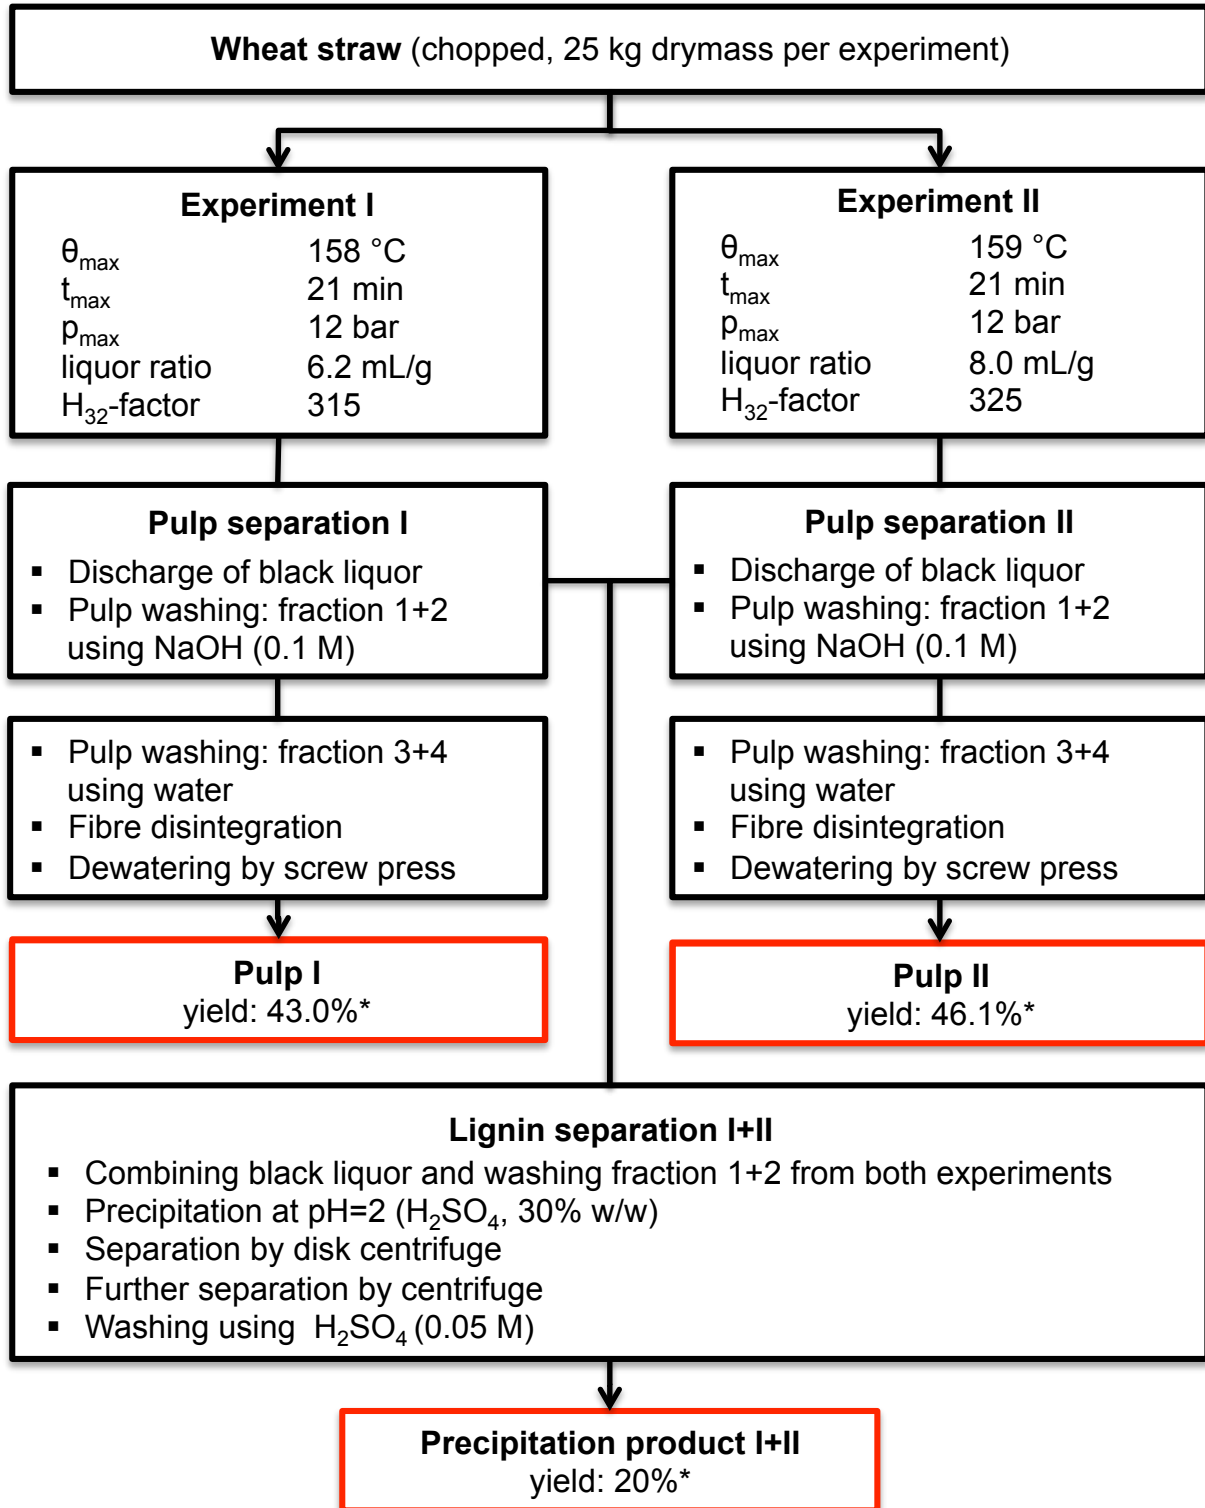 Wheat straw (chopped, 25 kg drymass per experiment)
Experiment I
θmax 158 °C
tmax 21 min
pmax 12 bar
liquor ratio 6.2 mL/g
H32-factor 315
Experiment II
θmax 159 °C
tmax 21 min
pmax 12 bar
liquor ratio 8.0 mL/g
H32-factor 325
Pulp separation I
▪ Discharge of black liquor
▪ Pulp washing: fraction 1+2
using NaOH (0.1 M)
Pulp separation II
▪ Discharge of black liquor
▪ Pulp washing: fraction 1+2
using NaOH (0.1 M)
▪ Pulp washing: fraction 3+4
using water
▪ Fibre disintegration
▪ Dewatering by screw press
▪ Pulp washing: fraction 3+4
using water
▪ Fibre disintegration
▪ Dewatering by screw press
Pulp I
yield: 43.0%*
Pulp II
yield: 46.1%*
Lignin separation I+II
▪ Combining black liquor and washing fraction 1+2 from both experiments
▪ Precipitation at pH=2 (H2SO4, 30% w/w)
▪ Separation by disk centrifuge
▪ Further separation by centrifuge
▪ Washing using H2SO4 (0.05 M)
Precipitation product I+II
yield: 20%*